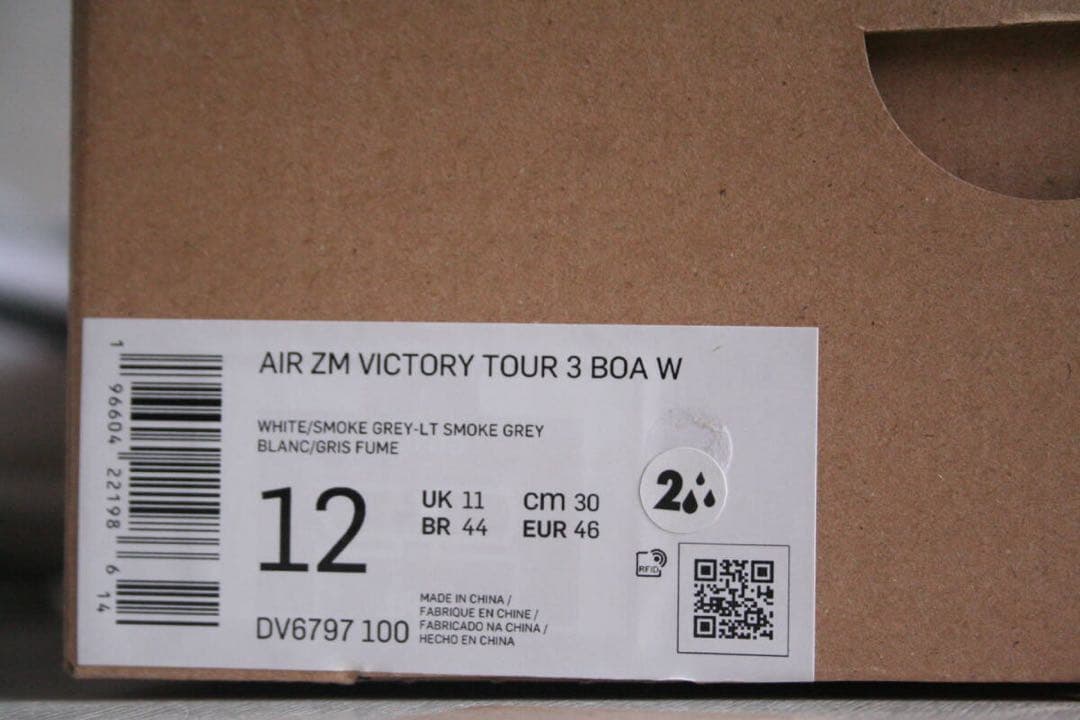 AIR ZM VICTORY TOUR 3 BOA W
WHITE/SMOKE GREY-LT SMOKE GREY
BLANC/GRIS FUME
12
UK 11 cm 30
BR 44 EUR 46
2
RFID
DV6797 100
MADE IN CHINA /
FABRIQUE EN CHINE /
FABRICADO NA CHINA /
HECHO EN CHINA
1 96604 22198 6 14